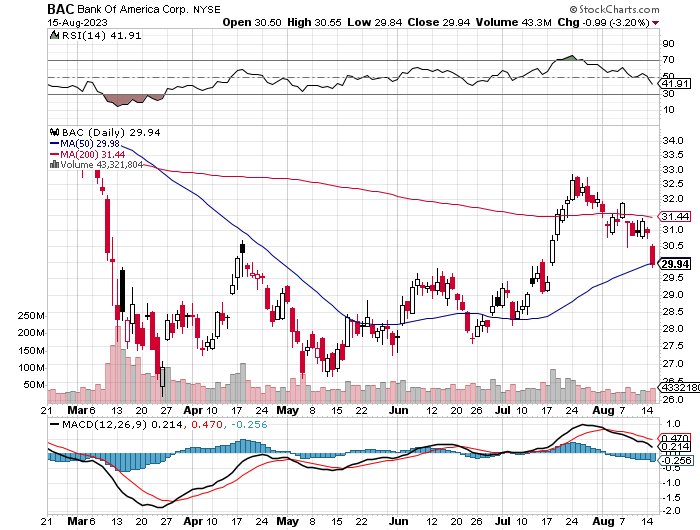 BAC Bank Of America Corp. NYSE © StockCharts.com
15-Aug-2023 Open 30.50 High 30.55 Low 29.84 Close 29.94 Volume 43.3M Chg -0.99 (-3.20%)
RSI(14) 41.91
90
70
50
41.91
30
10
BAC (Daily) 29.94
MA(50) 29.98
MA(200) 31.44
Volume 43,321,804
34.0
33.5
33.0
32.5
32.0
31.44
31.0
30.5
29.94
29.5
29.0
28.5
28.0
27.5
27.0
26.5
26.0
250M
200M
150M
100M
50M
4332180
21 Mar 6 13 20 27 Apr 10 17 24 May 8 15 22 Jun 12 20 26 Jul 10 17 24 Aug 7 14
MACD(12,26,9) 0.214, 0.470, -0.256
1.0
0.470
0.214
-0.256
-0.5
-1.0
-1.5
-2.0
21 Mar 6 13 20 27 Apr 10 17 24 May 8 15 22 Jun 12 20 26 Jul 10 17 24 Aug 7 14